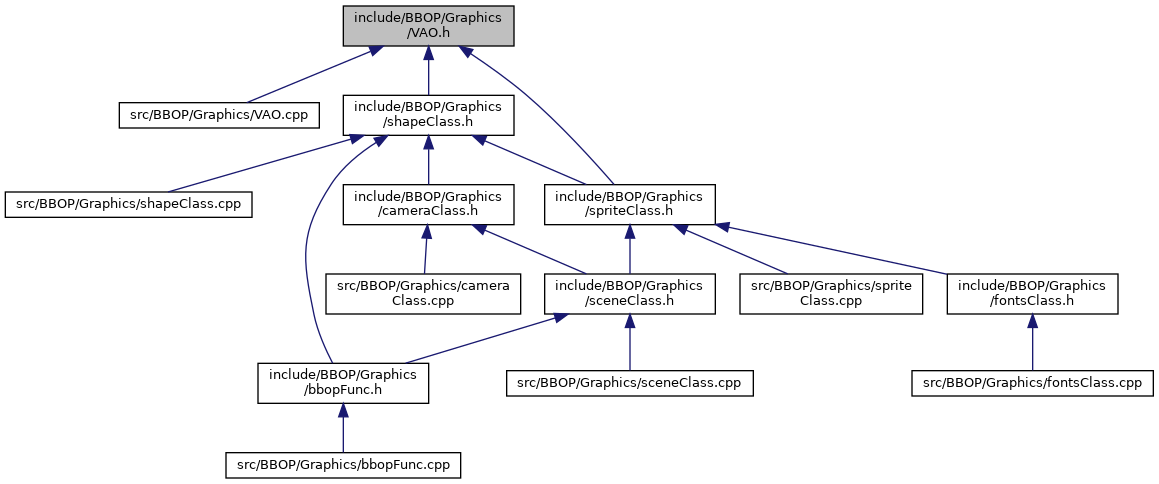 include/BBOP/Graphics
/VAO.h
src/BBOP/Graphics/VAO.cpp
include/BBOP/Graphics
/shapeClass.h
src/BBOP/Graphics/shapeClass.cpp
include/BBOP/Graphics
/cameraClass.h
include/BBOP/Graphics
/spriteClass.h
src/BBOP/Graphics/camera
Class.cpp
include/BBOP/Graphics
/sceneClass.h
src/BBOP/Graphics/sprite
Class.cpp
include/BBOP/Graphics
/fontsClass.h
include/BBOP/Graphics
/bbopFunc.h
src/BBOP/Graphics/sceneClass.cpp
src/BBOP/Graphics/fontsClass.cpp
src/BBOP/Graphics/bbopFunc.cpp